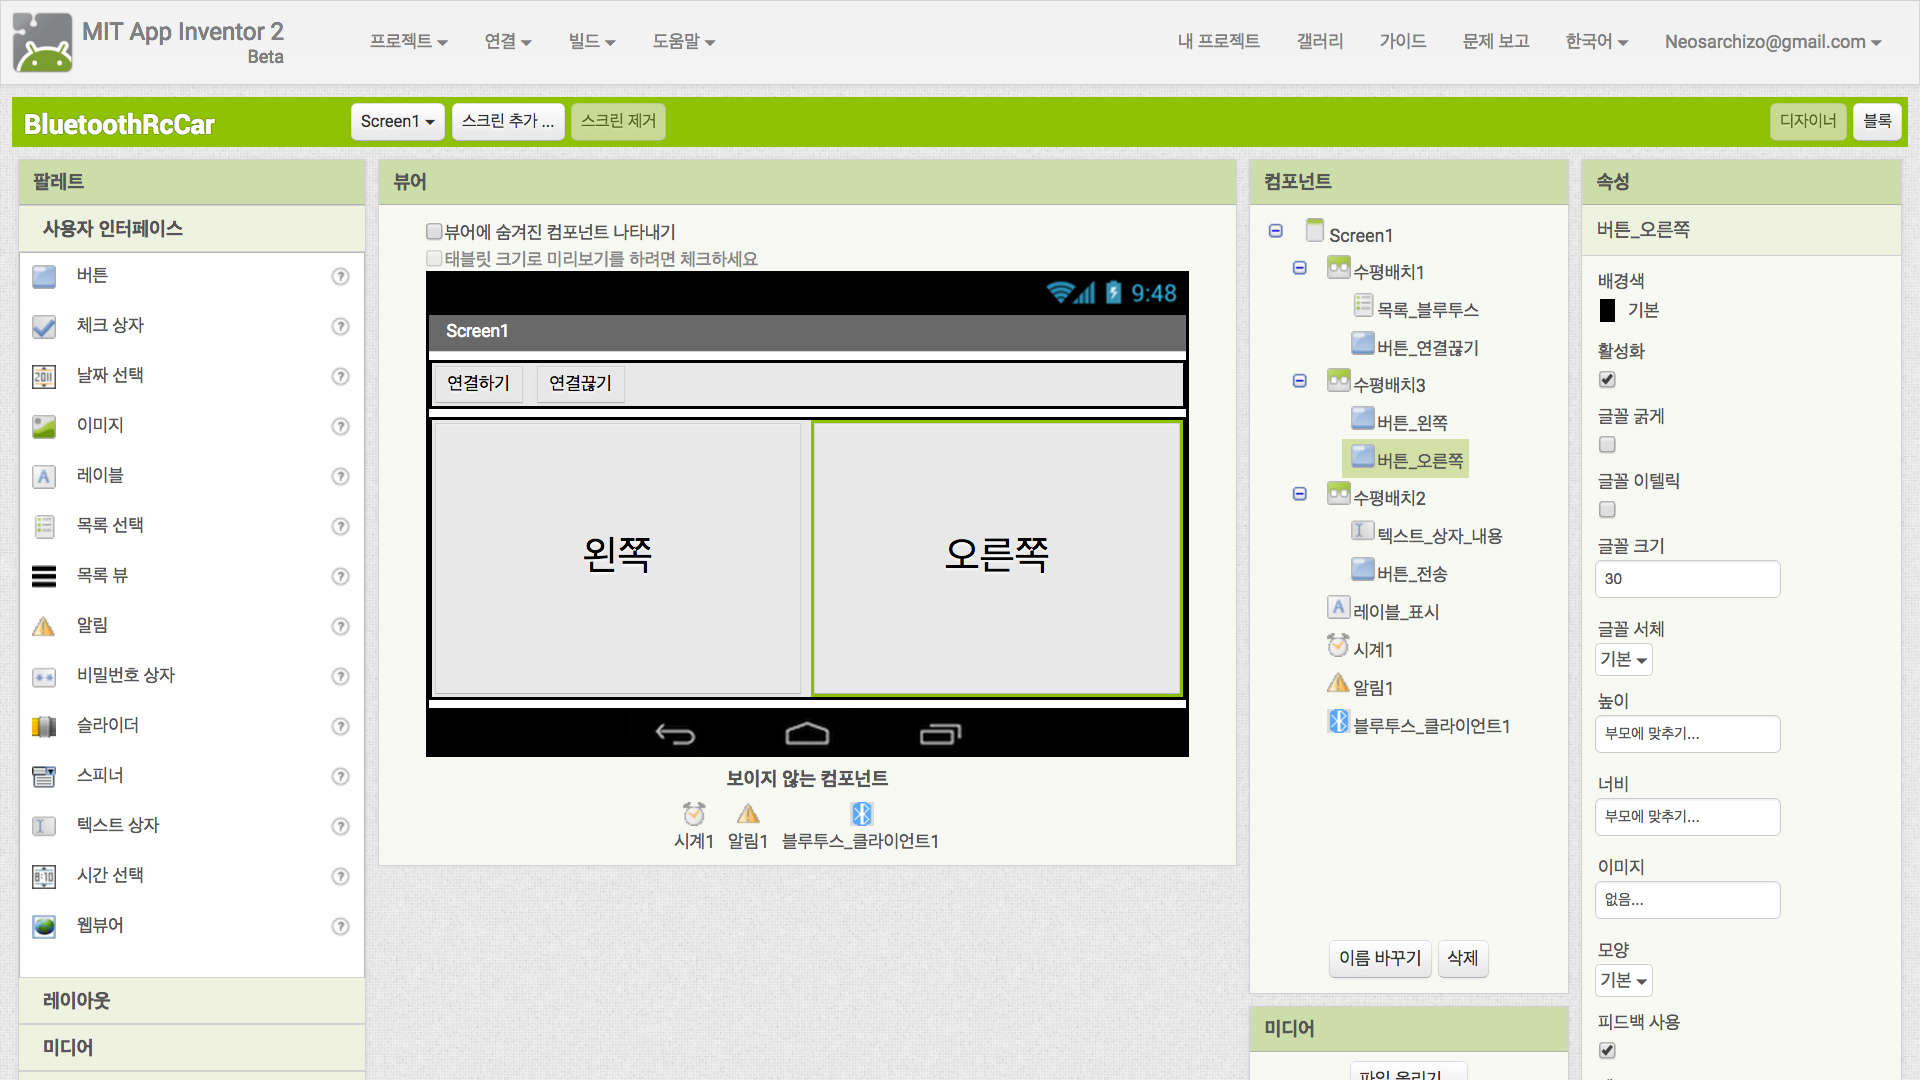 MIT App Inventor 2
Beta
프로젝트 연결 빌드 도움말 내 프로젝트 갤러리 가이드 문제 보고 한국어 Neosarchizo@gmail.com
BluetoothRcCar Screen1 스크린 추가 ... 스크린 제거 디자이너 블록
팔레트
사용자 인터페이스
버튼
체크 상자
날짜 선택
이미지
레이블
목록 선택
목록 뷰
알림
비밀번호 상자
슬라이더
스피너
텍스트 상자
시간 선택
웹뷰어
레이아웃
미디어
뷰어
뷰어에 숨겨진 컴포넌트 나타내기
태블릿 크기로 미리보기를 하려면 체크하세요
9:48
Screen1
연결하기 연결끊기
왼쪽 오른쪽
보이지 않는 컴포넌트
시계1 알림1 블루투스_클라이언트1
컴포넌트
Screen1
수평배치1
목록_블루투스
버튼_연결끊기
수평배치3
버튼_왼쪽
버튼_오른쪽
수평배치2
텍스트_상자_내용
버튼_전송
레이블_표시
시계1
알림1
블루투스_클라이언트1
이름 바꾸기 삭제
미디어
파일 올리기 ...
속성
버튼_오른쪽
배경색
기본
활성화
글꼴 굵게
글꼴 이텔릭
글꼴 크기
30
글꼴 서체
기본
높이
부모에 맞추기...
너비
부모에 맞추기...
이미지
없음...
모양
기본
피드백 사용